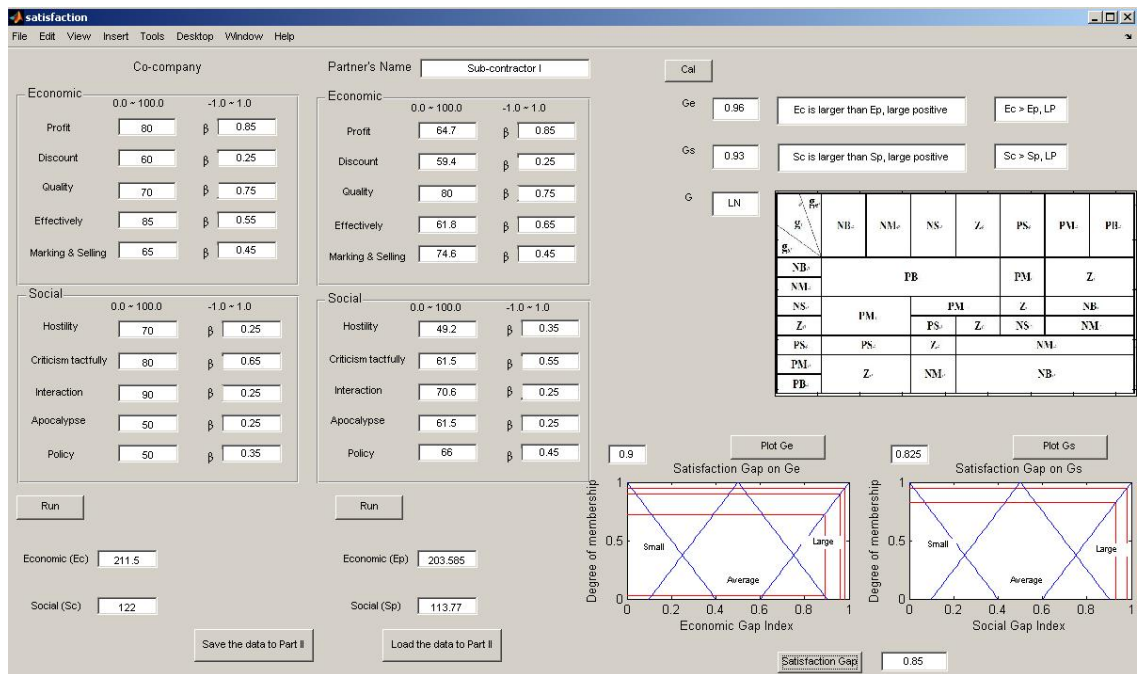 satisfaction
File Edit View Insert Tools Desktop Window Help
Co-company
Economic
0.0 ~ 100.0 -1.0 ~ 1.0
Profit 80 β 0.85
Discount 60 β 0.25
Quality 70 β 0.75
Effectively 85 β 0.55
Marking & Selling 65 β 0.45
Social
0.0 ~ 100.0 -1.0 ~ 1.0
Hostility 70 β 0.25
Criticism tactfully 80 β 0.65
Interaction 90 β 0.25
Apocalypse 50 β 0.25
Policy 50 β 0.35
Run
Economic (Ec) 211.5
Social (Sc) 122
Save the data to Part II
Partner's Name Sub-contractor I
Economic
0.0 ~ 100.0 -1.0 ~ 1.0
Profit 64.7 β 0.85
Discount 59.4 β 0.25
Quality 80 β 0.75
Effectively 61.8 β 0.65
Marking & Selling 74.6 β 0.45
Social
0.0 ~ 100.0 -1.0 ~ 1.0
Hostility 49.2 β 0.35
Criticism tactfully 61.5 β 0.55
Interaction 70.6 β 0.25
Apocalypse 61.5 β 0.25
Policy 66 β 0.45
Run
Economic (Ep) 203.585
Social (Sp) 113.77
Load the data to Part II
Cal
Ge 0.96 Ec is larger than Ep, large positive Ec > Ep, LP
Gs 0.93 Sc is larger than Sp, large positive Sc > Sp, LP
G LN
g NB NM NS Z PS PM PB
NB PB PM Z
NM
NS PM PM Z NB
Z PS Z NS NM
PS PS Z NM
PM Z NM NB
PB
0.9 Plot Ge
Satisfaction Gap on Ge
Degree of membership
1
0.5
0
Small Average Large
0 0.2 0.4 0.6 0.8 1
Economic Gap Index
0.825 Plot Gs
Satisfaction Gap on Gs
Degree of membership
1
0.5
0
Small Average Large
0 0.2 0.4 0.6 0.8 1
Social Gap Index
Satisfaction Gap 0.85